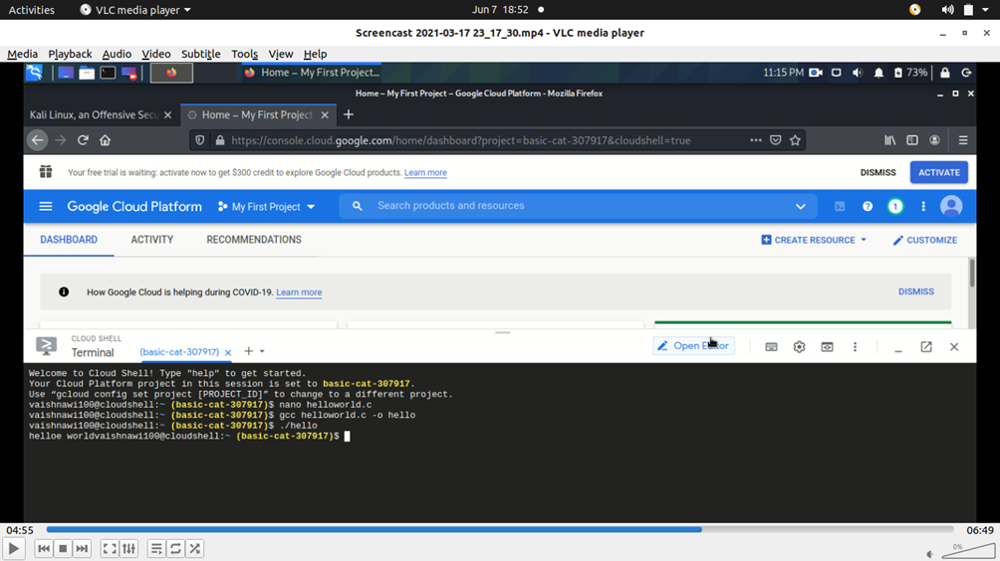 Activities VLC media player Jun 7 18:52
Screencast 2021-03-17 23_17_30.mp4 - VLC media player
Media Playback Audio Video Subtitle Tools View Help
Home – My First Project... 11:15 PM 73%
Home – My First Project – Google Cloud Platform - Mozilla Firefox
Kali Linux, an Offensive Secu Home – My First Project
https://console.cloud.google.com/home/dashboard?project=basic-cat-307917&cloudshell=true
Your free trial is waiting: activate now to get $300 credit to explore Google Cloud products. Learn more DISMISS ACTIVATE
Google Cloud Platform My First Project Search products and resources 1
DASHBOARD ACTIVITY RECOMMENDATIONS CREATE RESOURCE CUSTOMIZE
How Google Cloud is helping during COVID-19. Learn more DISMISS
CLOUD SHELL
Terminal (basic-cat-307917) Open Editor
Welcome to Cloud Shell! Type "help" to get started.
Your Cloud Platform project in this session is set to basic-cat-307917.
Use “gcloud config set project [PROJECT_ID]” to change to a different project.
vaishnawi100@cloudshell:~ (basic-cat-307917)$ nano helloworld.c
vaishnawi100@cloudshell:~ (basic-cat-307917)$ gcc helloworld.c -o hello
vaishnawi100@cloudshell:~ (basic-cat-307917)$ ./hello
helloe worldvaishnawi100@cloudshell:~ (basic-cat-307917)$
04:55 06:49
0%